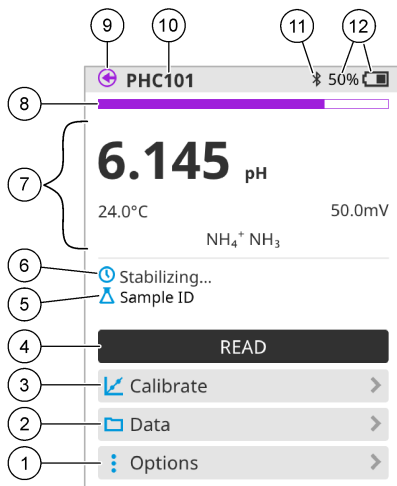 9 10 11 12
PHC101 50%
8
6.145 pH
7
24.0°C 50.0mV
NH₄⁺ NH₃
6 Stabilizing...
5 Sample ID
4 READ
3 Calibrate
2 Data
1 Options